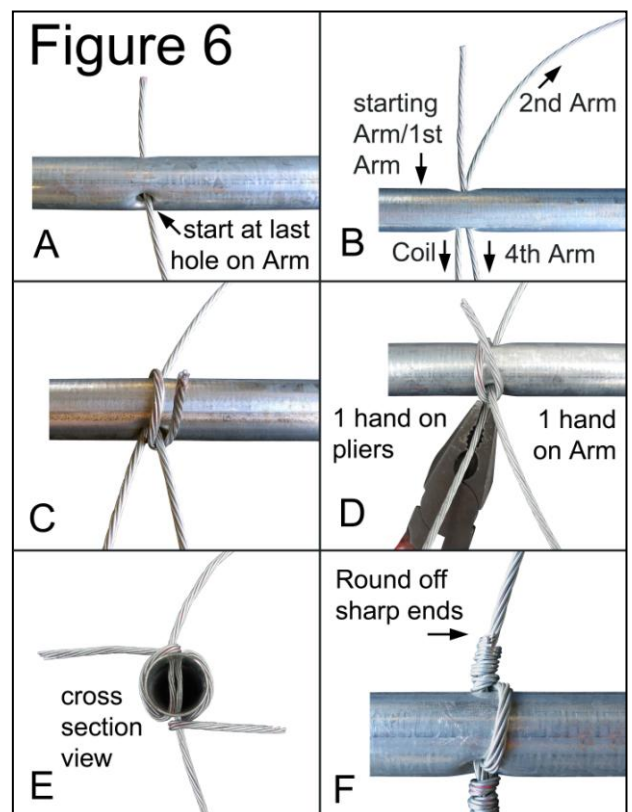 Figure 6
start at last
hole on Arm
A
starting
Arm/1st
Arm
2nd Arm
Coil
4th Arm
B
C
1 hand on
pliers
1 hand
on Arm
D
cross
section
view
E
Round off
sharp ends
F